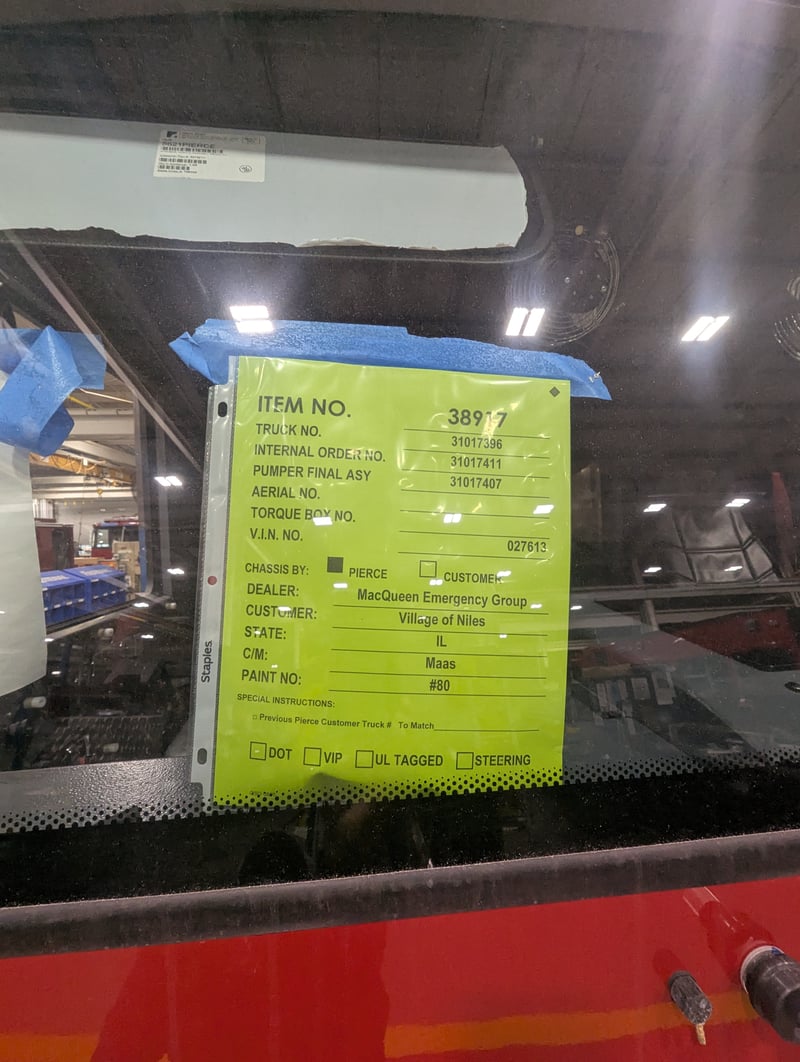 9621PIERCE
ITEM NO. 38917
TRUCK NO. 31017396
INTERNAL ORDER NO. 31017411
PUMPER FINAL ASY 31017407
AERIAL NO.
TORQUE BOX NO.
V.I.N. NO. 027613
CHASSIS BY: PIERCE CUSTOMER
DEALER: MacQueen Emergency Group
CUSTOMER: Village of Niles
STATE: IL
C/M: Maas
PAINT NO: #80
SPECIAL INSTRUCTIONS:
Previous Pierce Customer Truck # To Match
DOT VIP UL TAGGED STEERING
Staples